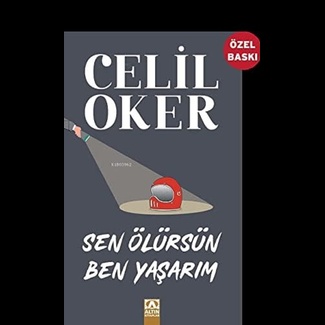 ÖZEL
BASKI
CELİL
OKER
SEN ÖLÜRSÜN
BEN YAŞARIM
ALTIN